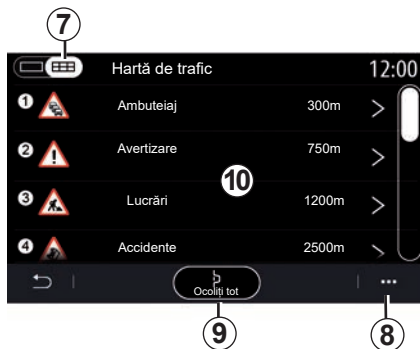 7
Hartă de trafic 12:00
1 Ambuteiaj 300m
2 Avertizare 750m
10
3 Lucrări 1200m
4 Accidente 2500m
Ocoliți tot
9 8